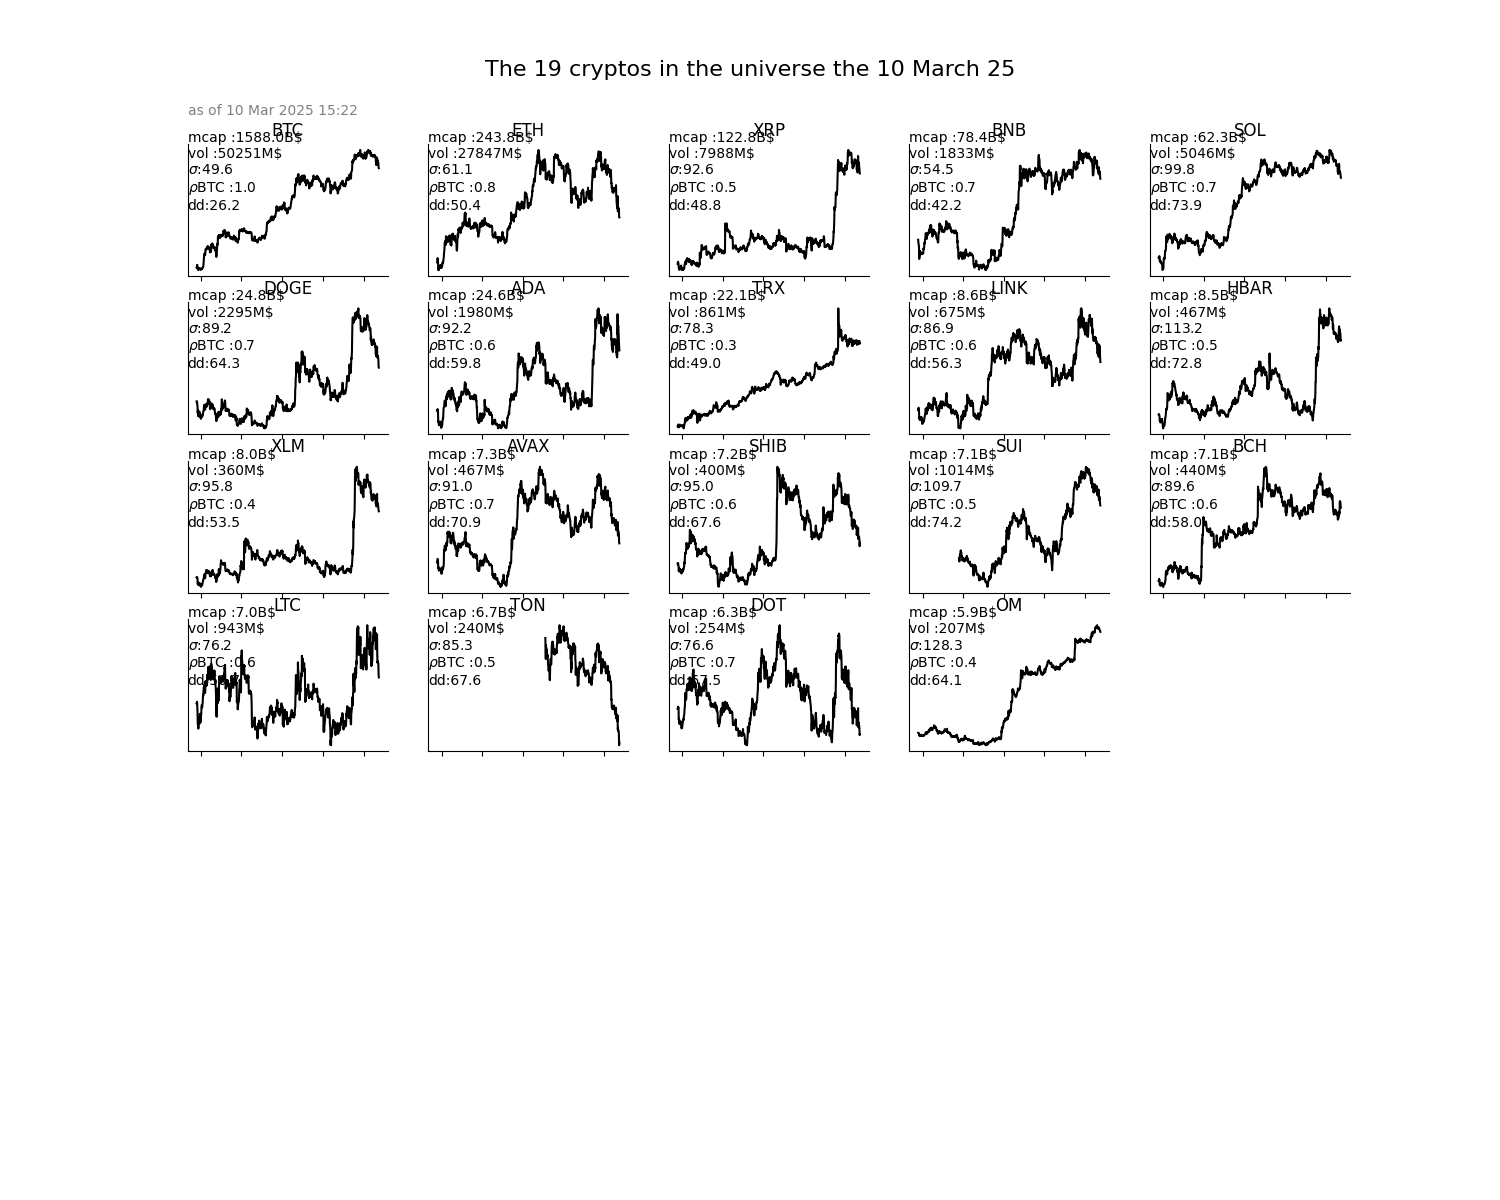 The 19 cryptos in the universe the 10 March 25
as of 10 Mar 2025 15:22
BTC
mcap :1588.0B$
vol :50251M$
σ:49.6
ρBTC :1.0
dd:26.2
ETH
mcap :243.8B$
vol :27847M$
σ:61.1
ρBTC :0.8
dd:50.4
XRP
mcap :122.8B$
vol :7988M$
σ:92.6
ρBTC :0.5
dd:48.8
BNB
mcap :78.4B$
vol :1833M$
σ:54.5
ρBTC :0.7
dd:42.2
SOL
mcap :62.3B$
vol :5046M$
σ:99.8
ρBTC :0.7
dd:73.9
DOGE
mcap :24.8B$
vol :2295M$
σ:89.2
ρBTC :0.7
dd:64.3
ADA
mcap :24.6B$
vol :1980M$
σ:92.2
ρBTC :0.6
dd:59.8
TRX
mcap :22.1B$
vol :861M$
σ:78.3
ρBTC :0.3
dd:49.0
LINK
mcap :8.6B$
vol :675M$
σ:86.9
ρBTC :0.6
dd:56.3
HBAR
mcap :8.5B$
vol :467M$
σ:113.2
ρBTC :0.5
dd:72.8
XLM
mcap :8.0B$
vol :360M$
σ:95.8
ρBTC :0.4
dd:53.5
AVAX
mcap :7.3B$
vol :467M$
σ:91.0
ρBTC :0.7
dd:70.9
SHIB
mcap :7.2B$
vol :400M$
σ:95.0
ρBTC :0.6
dd:67.6
SUI
mcap :7.1B$
vol :1014M$
σ:109.7
ρBTC :0.5
dd:74.2
BCH
mcap :7.1B$
vol :440M$
σ:89.6
ρBTC :0.6
dd:58.0
LTC
mcap :7.0B$
vol :943M$
σ:76.2
ρBTC :0.6
TON
mcap :6.7B$
vol :240M$
σ:85.3
ρBTC :0.5
dd:67.6
DOT
mcap :6.3B$
vol :254M$
σ:76.6
ρBTC :0.7
dd:67.5
OM
mcap :5.9B$
vol :207M$
σ:128.3
ρBTC :0.4
dd:64.1